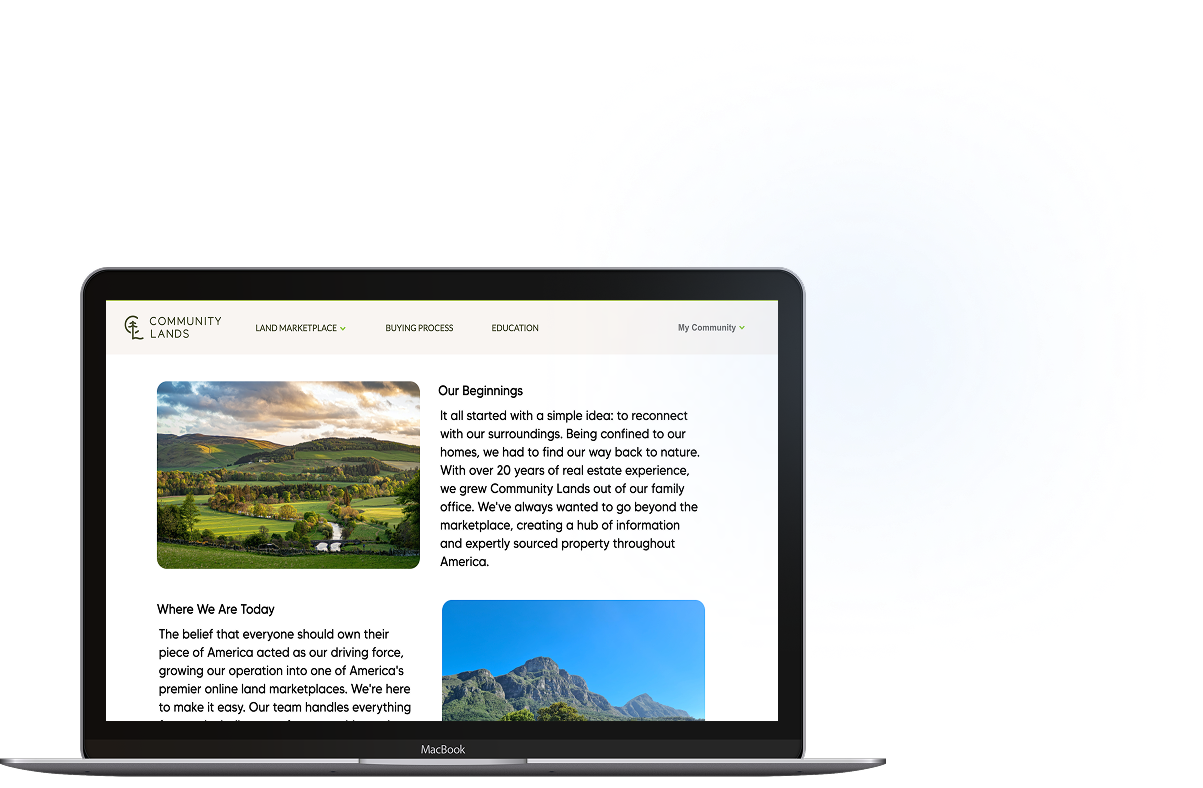 COMMUNITY
LANDS
LAND MARKETPLACE
BUYING PROCESS
EDUCATION
My Community
Our Beginnings
It all started with a simple idea: to reconnect
with our surroundings. Being confined to our
homes, we had to find our way back to nature.
With over 20 years of real estate experience,
we grew Community Lands out of our family
office. We've always wanted to go beyond the
marketplace, creating a hub of information
and expertly sourced property throughout
America.
Where We Are Today
The belief that everyone should own their
piece of America acted as our driving force,
growing our operation into one of America's
premier online land marketplaces. We're here
to make it easy. Our team handles everything
MacBook